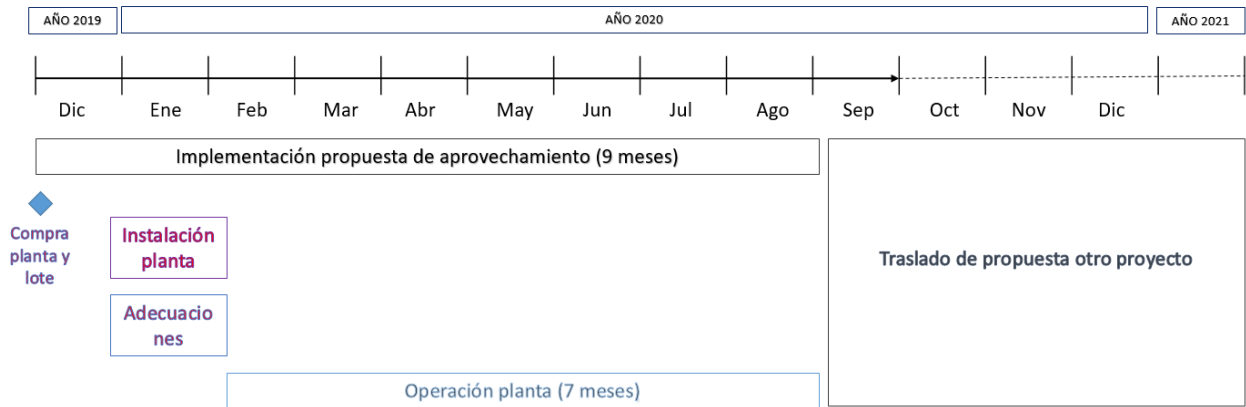 AÑO 2019
AÑO 2020
AÑO 2021
Dic
Ene
Feb
Mar
Abr
May
Jun
Jul
Ago
Sep
Oct
Nov
Dic
Implementación propuesta de aprovechamiento (9 meses)
Compra
planta y
lote
Instalación
planta
Adecuacio
nes
Traslado de propuesta otro proyecto
Operación planta (7 meses)